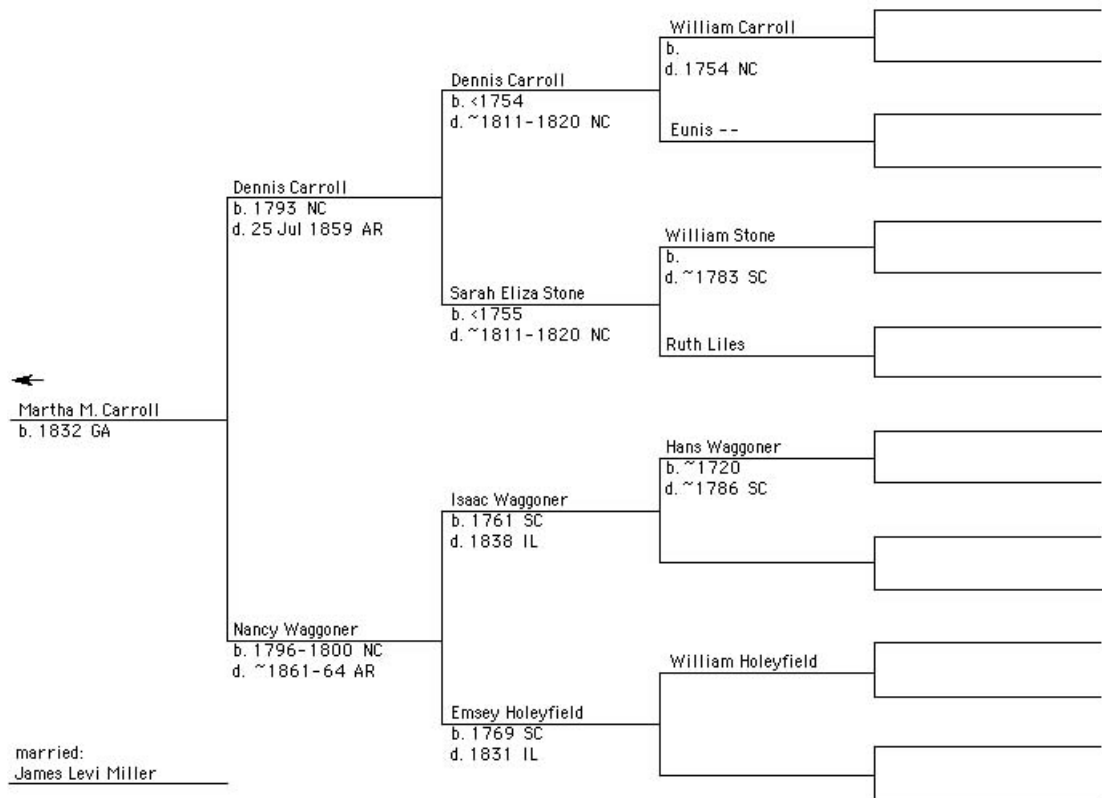 William Carroll
b.
d. 1754 NC
Dennis Carroll
b. <1754
d. ~1811-1820 NC
Eunis --
Dennis Carroll
b. 1793 NC
d. 25 Jul 1859 AR
William Stone
b.
d. ~1783 SC
Sarah Eliza Stone
b. <1755
d. ~1811-1820 NC
Ruth Liles
Martha M. Carroll
b. 1832 GA
Hans Waggoner
b. ~1720
d. ~1786 SC
Isaac Waggoner
b. 1761 SC
d. 1838 IL
Nancy Waggoner
b. 1796-1800 NC
d. ~1861-64 AR
William Holeyfield
Emsey Holeyfield
b. 1769 SC
d. 1831 IL
married:
James Levi Miller